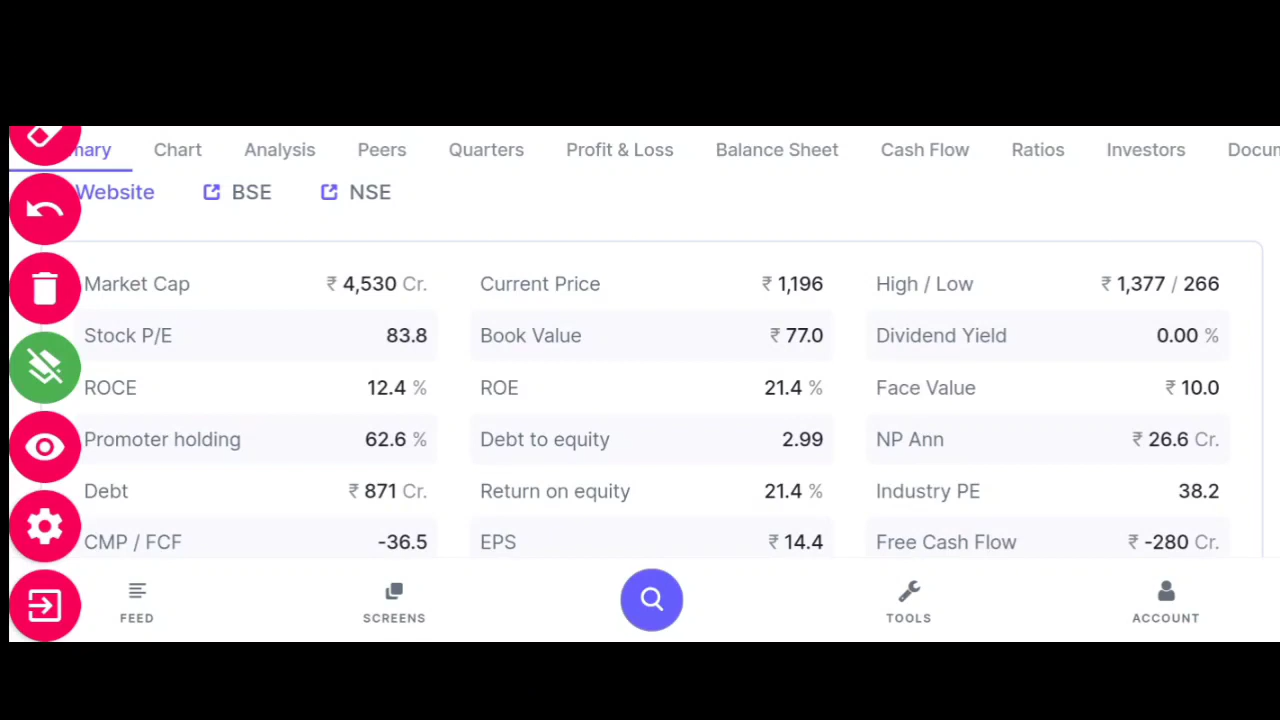 mary Chart Analysis Peers Quarters Profit & Loss Balance Sheet Cash Flow Ratios Investors Docum
Website BSE NSE
Market Cap ₹ 4,530 Cr. Current Price ₹ 1,196 High / Low ₹ 1,377 / 266
Stock P/E 83.8 Book Value ₹ 77.0 Dividend Yield 0.00 %
ROCE 12.4 % ROE 21.4 % Face Value ₹ 10.0
Promoter holding 62.6 % Debt to equity 2.99 NP Ann ₹ 26.6 Cr.
Debt ₹ 871 Cr. Return on equity 21.4 % Industry PE 38.2
CMP / FCF -36.5 EPS ₹ 14.4 Free Cash Flow ₹ -280 Cr.
FEED SCREENS TOOLS ACCOUNT